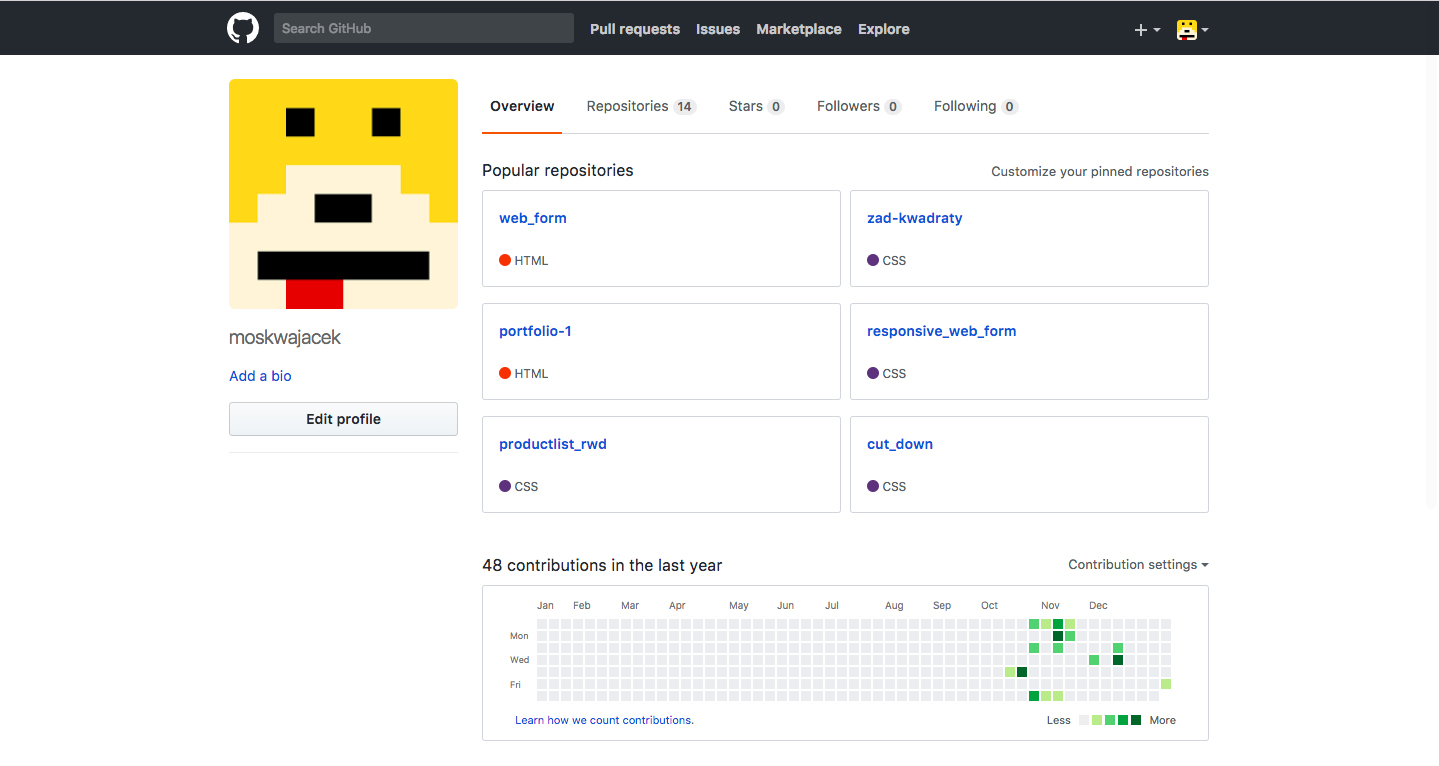 Search GitHub Pull requests Issues Marketplace Explore
Overview Repositories 14 Stars 0 Followers 0 Following 0
Popular repositories Customize your pinned repositories
web_form zad-kwadraty
HTML CSS
portfolio-1 responsive_web_form
moskwajacek
HTML CSS
Add a bio
Edit profile
productlist_rwd cut_down
CSS CSS
48 contributions in the last year Contribution settings
Jan Feb Mar Apr May Jun Jul Aug Sep Oct Nov Dec
Mon
Wed
Fri
Learn how we count contributions. Less More